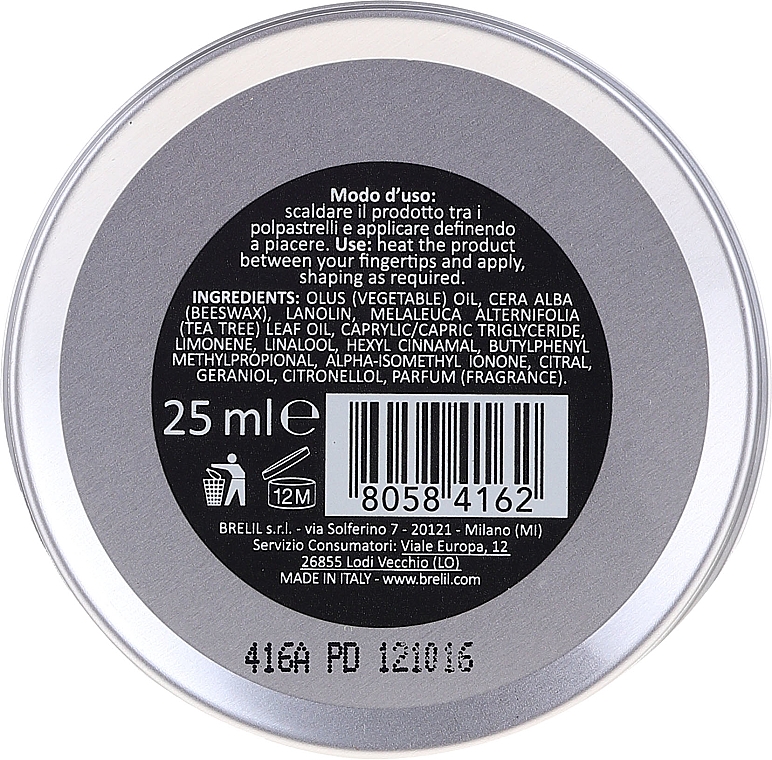 Modo d'uso:
scaldare il prodotto tra i
polpastrelli e applicare definendo
a piacere. Use: heat the product
between your fingertips and apply,
shaping as required.
INGREDIENTS: OLUS (VEGETABLE) OIL, CERA ALBA
(BEESWAX), LANOLIN, MELALEUCA ALTERNIFOLIA
(TEA TREE) LEAF OIL, CAPRYLIC/CAPRIC TRIGLYCERIDE,
LIMONENE, LINALOOL, HEXYL CINNAMAL, BUTYLPHENYL
METHYLPROPIONAL, ALPHA-ISOMETHYL IONONE, CITRAL,
GERANIOL, CITRONELLOL, PARFUM (FRAGRANCE).
25 ml e
12M
8058 4162
BRELIL s.r.l. - via Solferino 7 - 20121 - Milano (MI)
Servizio Consumatori: Viale Europa, 12
26855 Lodi Vecchio (LO)
MADE IN ITALY - www.brelil.com
416A PD 121016